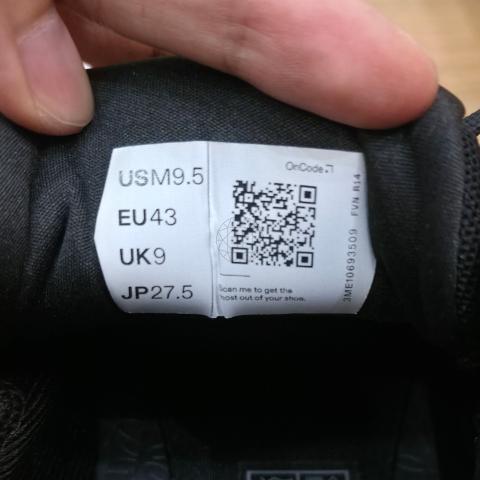 USM9.5
EU43
UK9
JP27.5
OnCode
Scan me to get the
most out of your shoe.
3ME10693509 FVN R14